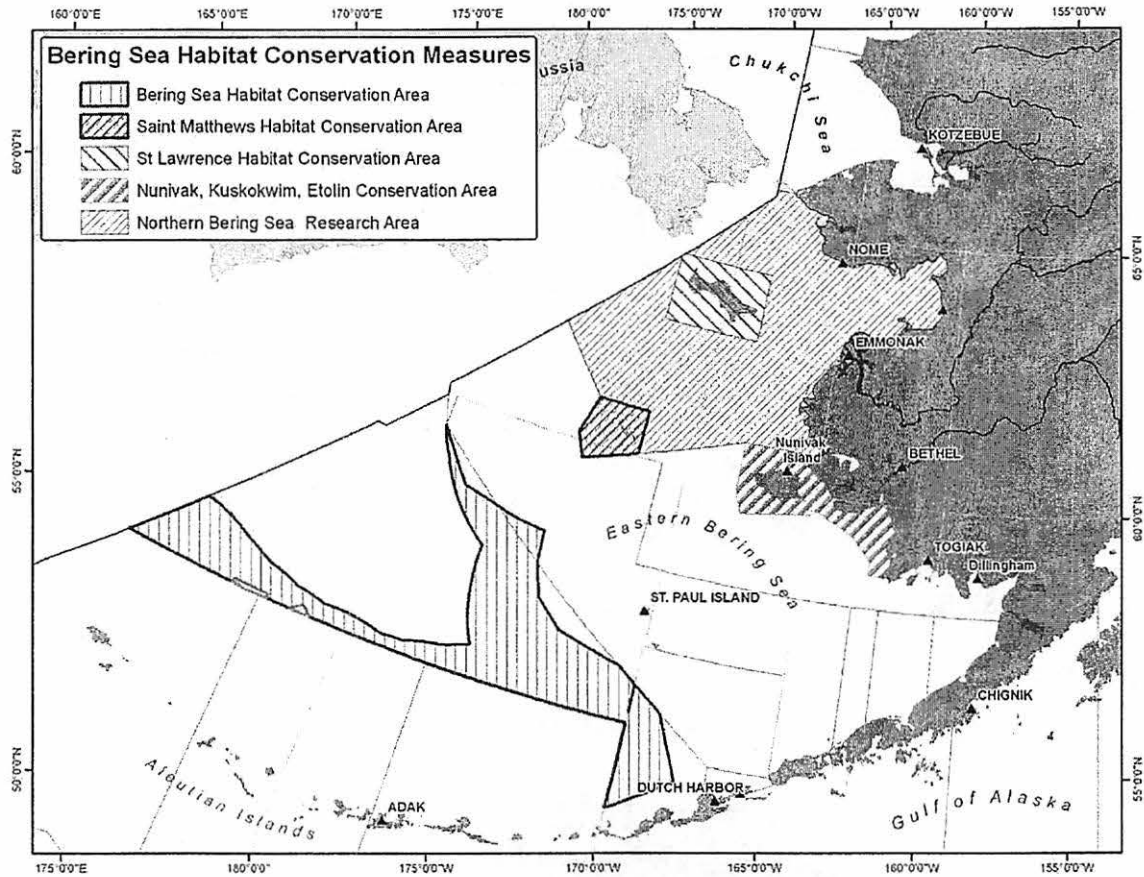 160°0'0"E 165°0'0"E 170°0'0"E 175°0'0"E 180°0'0"W 175°0'0"W 170°0'0"W 165°0'0"W 160°0'0"W 155°0'0"W
Bering Sea Habitat Conservation Measures
Bering Sea Habitat Conservation Area
Saint Matthews Habitat Conservation Area
St Lawrence Habitat Conservation Area
Nunivak, Kuskokwim, Etolin Conservation Area
Northern Bering Sea Research Area
ussia
Chukchi Sea
KOTZEBUE
60°0'0"N
NOME
65°0'0"N
EMMONAK
Nunivak
Island
BETHEL
55°0'0"N
60°0'0"N
Eastern Bering Sea
TOGIAK
Dillingham
ST. PAUL ISLAND
CHIGNIK
50°0'0"N
55°0'0"N
DUTCH HARBOR
Aleutian Islands
ADAK
Gulf of Alaska
175°0'0"E 180°0'0" 175°0'0"W 170°0'0"W 165°0'0"W 160°0'0"W 155°0'0"W